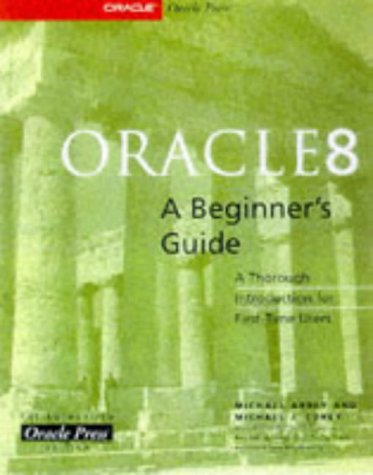 ORACLE Oracle Press
ORACLE8
A Beginner's
Guide
A Thorough
Introduction for
First-Time Users
MICHAEL ABBEY AND
MICHAEL J. COREY
Oracle Press
EDITION